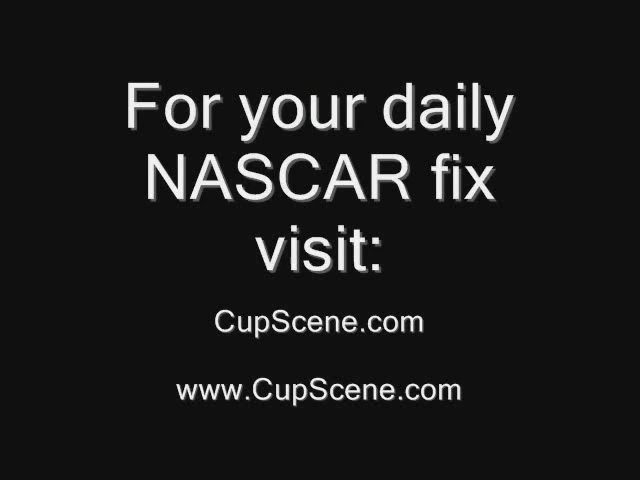 For your daily
NASCAR fix
visit:
CupScene.com
www.CupScene.com